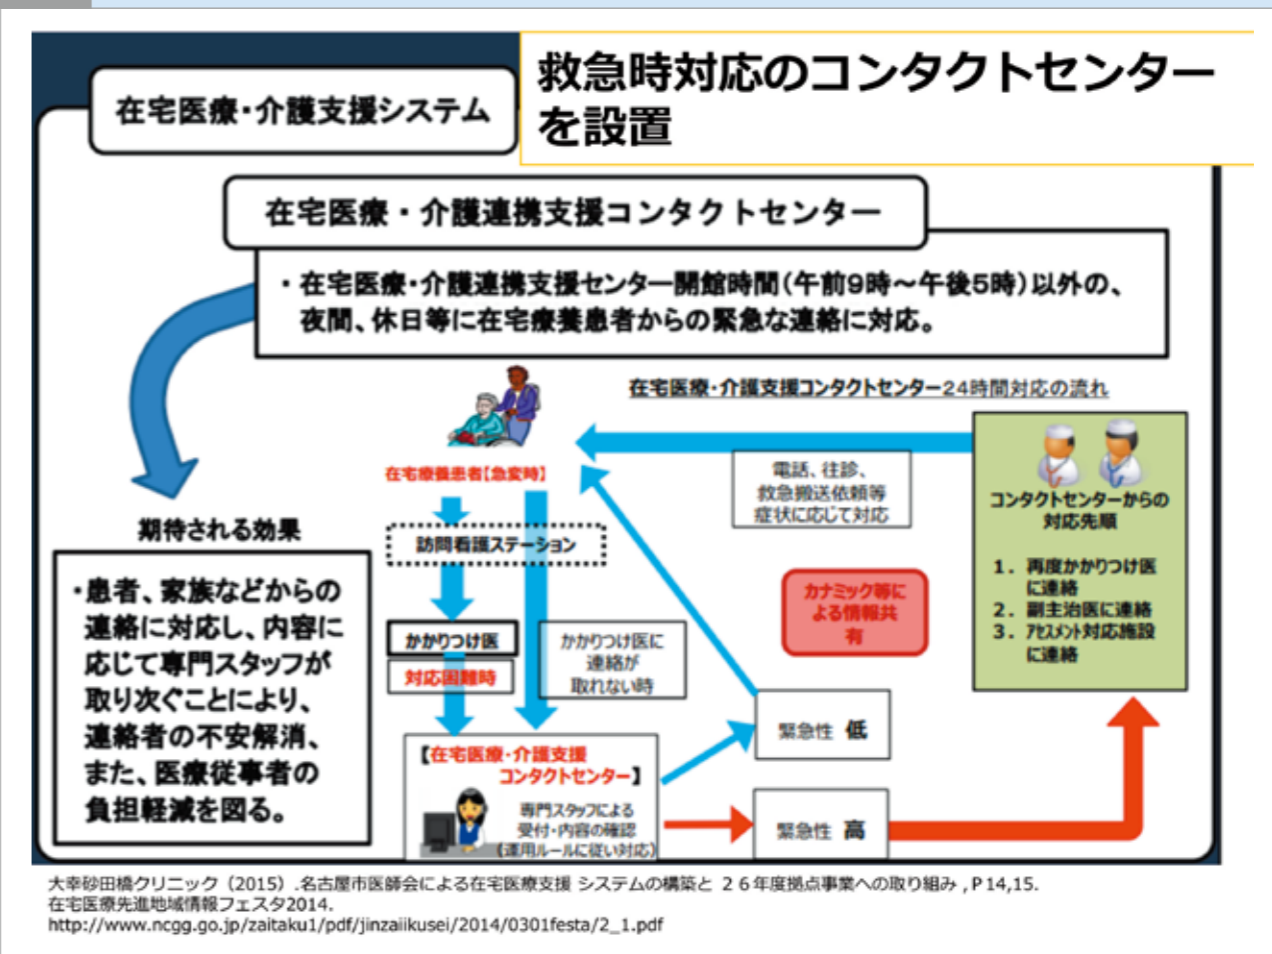 救急時対応のコンタクトセンター
を設置
在宅医療・介護支援システム
在宅医療・介護連携支援コンタクトセンター
・在宅医療・介護連携支援センター開館時間(午前9時～午後5時)以外の、
夜間、休日等に在宅療養患者からの緊急な連絡に対応。
在宅医療・介護支援コンタクトセンター24時間対応の流れ
在宅療養患者【急変時】
訪問看護ステーション
かかりつけ医
対応困難時
かかりつけ医に
連絡が
取れない時
【在宅医療・介護支援
コンタクトセンター】
専門スタッフによる
受付・内容の確認
(運用ルールに従い対応)
緊急性 低
緊急性 高
電話、往診、
救急搬送依頼等
症状に応じて対応
カナミック等に
よる情報共
有
コンタクトセンターからの
対応先順
1. 再度かかりつけ医
に連絡
2. 副主治医に連絡
3. ｱｾｽﾒﾝﾄ対応施設
に連絡
期待される効果
・患者、家族などからの
連絡に対応し、内容に
応じて専門スタッフが
取り次ぐことにより、
連絡者の不安解消、
また、医療従事者の
負担軽減を図る。
大幸砂田橋クリニック（2015）.名古屋市医師会による在宅医療支援 システムの構築と ２６年度拠点事業への取り組み , P 14,15.
在宅医療先進地域情報フェスタ2014.
http://www.ncgg.go.jp/zaitaku1/pdf/jinzaiikusei/2014/0301festa/2_1.pdf